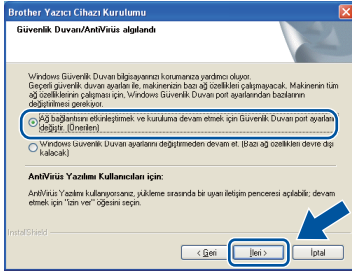 Brother Yazıcı Cihazı Kurulumu
Güvenlik Duvarı/AntiVirüs algılandı
Windows Güvenlik Duvarı bilgisayarınızı korumanıza yardımcı oluyor.
Geçerli güvenlik duvarı ayarları ile, makinenizin bazı ağ özellikleri çalışmayacak. Makinenin tüm
ağ özelliklerinin çalışması için, Windows Güvenlik Duvarı port ayarlarından bazılarının
değiştirilmesi gerekiyor.
Ağ bağlantısını etkinleştirmek ve kuruluma devam etmek için Güvenlik Duvarı port ayarlarını
değiştir. (Önerilen)
Windows Güvenlik Duvarı ayarlarını değiştirmeden devam et. (Bazı ağ özellikleri devre dışı
kalacak)
AntiVirüs Yazılımı Kullanıcıları için:
AntiVirüs Yazılımı kullanıyorsanız, yükleme sırasında bir uyarı iletişim penceresi açılabilir; devam
etmek için "izin ver" öğesini seçin.
InstallShield
< Geri İleri > İptal